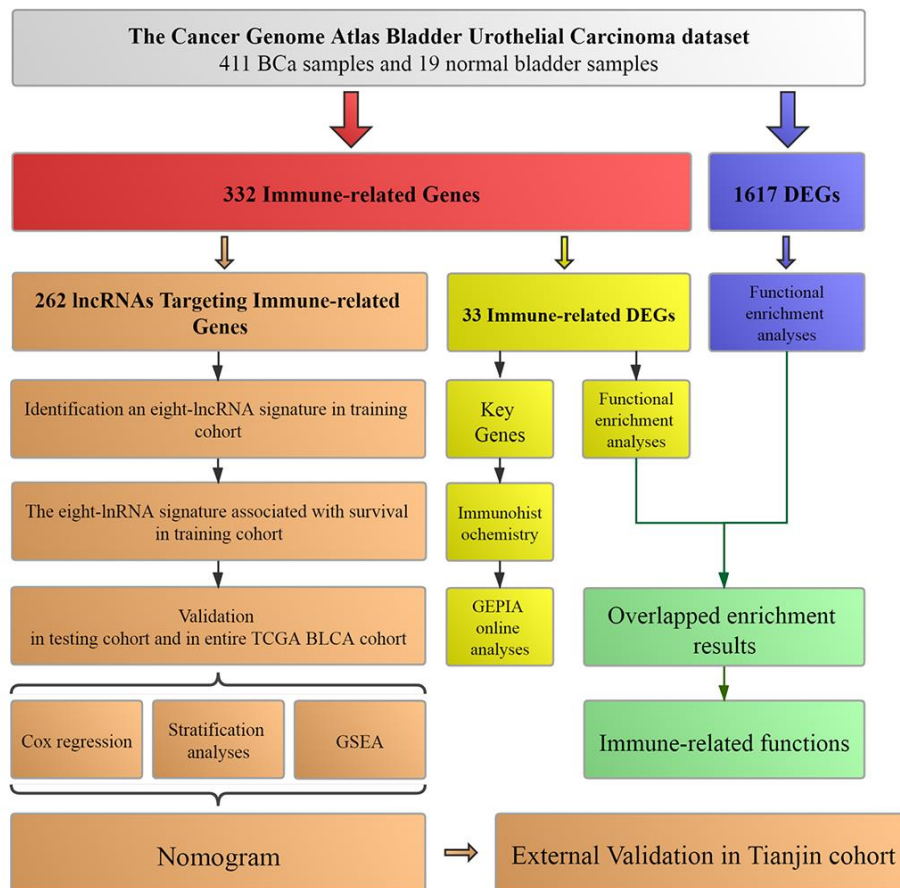 The Cancer Genome Atlas Bladder Urothelial Carcinoma dataset
411 BCa samples and 19 normal bladder samples
332 Immune-related Genes
1617 DEGs
262 lncRNAs Targeting Immune-related
Genes
33 Immune-related DEGs
Functional
enrichment
analyses
Identification an eight-lncRNA signature in training
cohort
Key
Genes
Functional
enrichment
analyses
The eight-lnRNA signature associated with survival
in training cohort
Immunohist
ochemistry
Validation
in testing cohort and in entire TCGA BLCA cohort
GEPIA
online
analyses
Overlapped enrichment
results
Cox regression
Stratification
analyses
GSEA
Immune-related functions
Nomogram
External Validation in Tianjin cohort